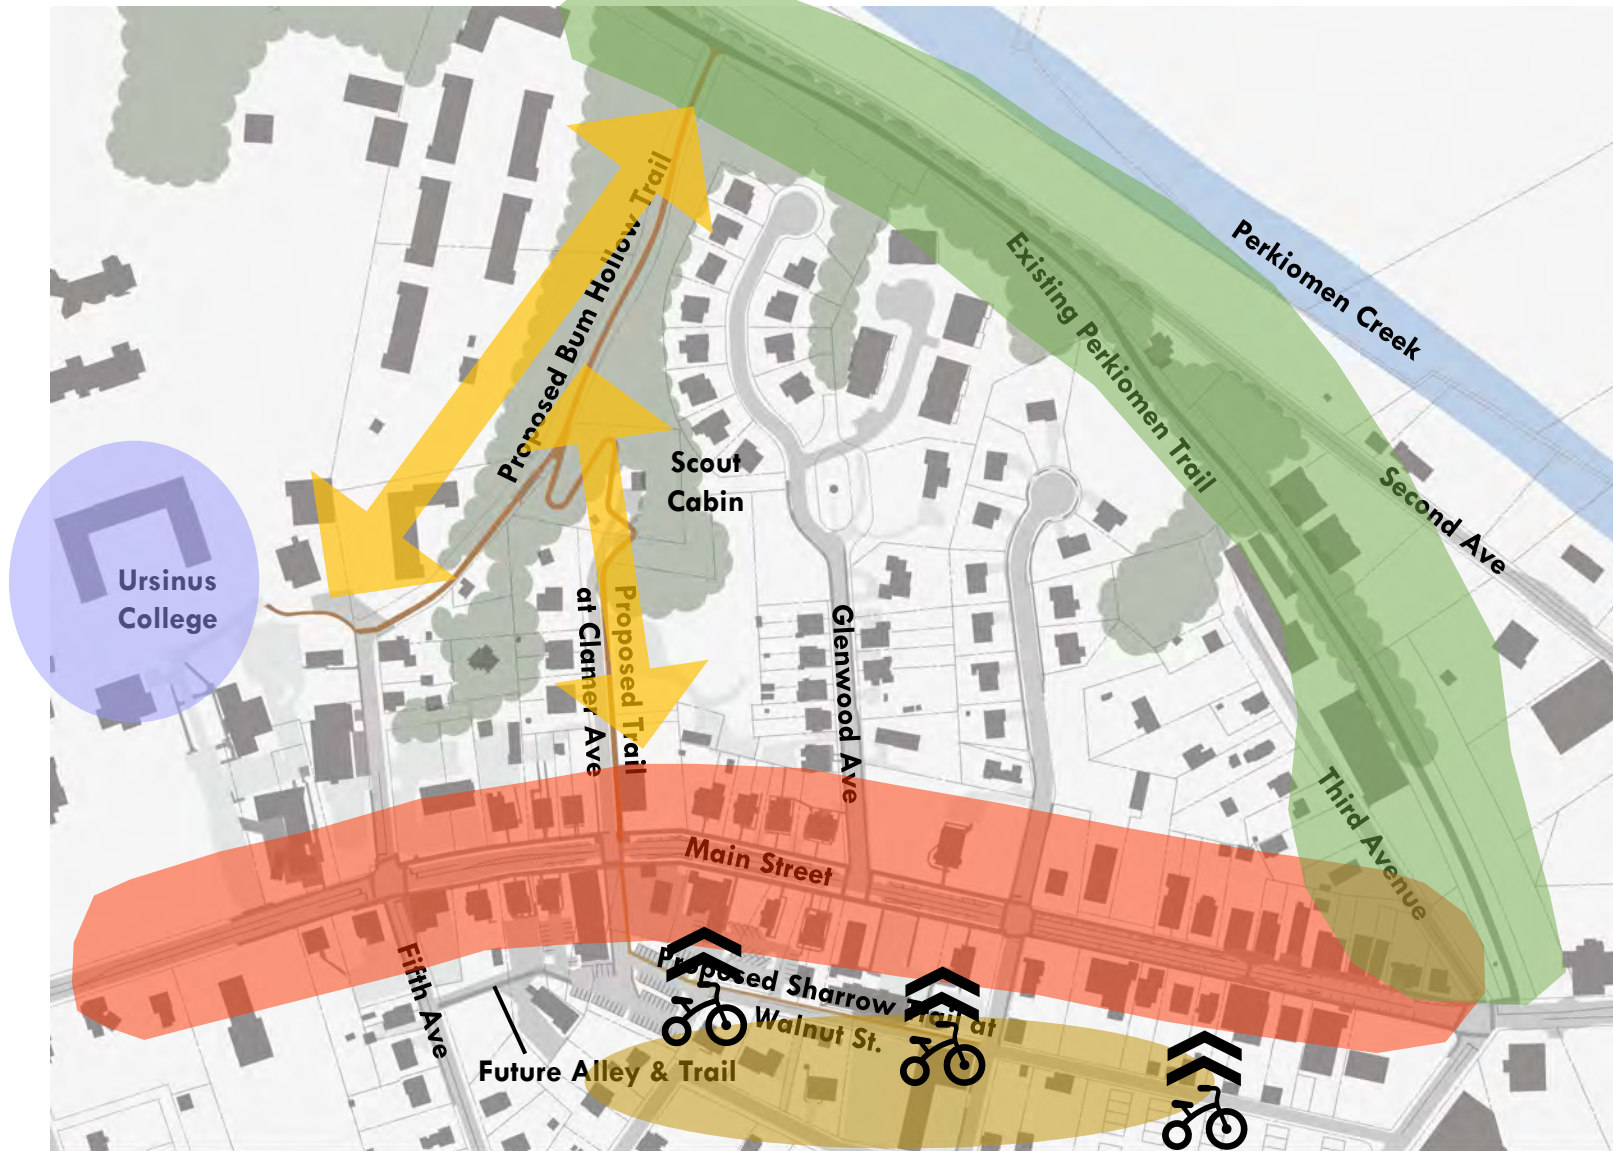 Perkiomen Creek
Existing Perkiomen Trail
Proposed Bum Hollow Trail
Second Ave
Scout
Cabin
Ursinus
College
Proposed Trail
at Clamer Ave
Glenwood Ave
Third Avenue
Main Street
Fifth Ave
Proposed Sharrow Trail at
Walnut St.
Future Alley & Trail